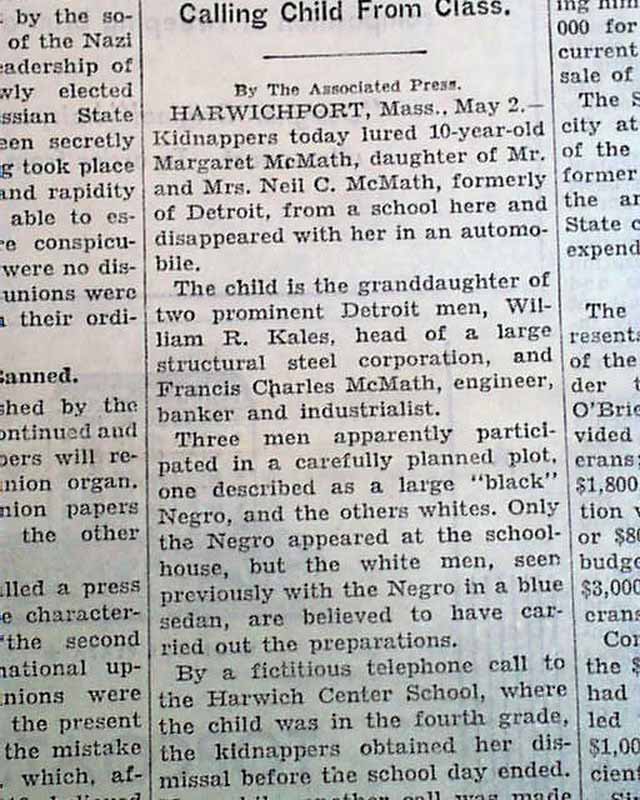 by the so-
of the Nazi
eadership of
wly elected
ssian State
een secretly
g took place
and rapidity
able to es-
re conspicu-
were no dis-
unions were
their ordi-
Banned.
shed by the
ontinued and
pers will re-
nion organ.
nion papers
the other
lled a press
e character-
"the second
national up-
nions were
the present
the mistake
which, af-
Calling Child From Class.
By The Associated Press.
HARWICHPORT, Mass., May 2.—
Kidnappers today lured 10-year-old
Margaret McMath, daughter of Mr.
and Mrs. Neil C. McMath, formerly
of Detroit, from a school here and
disappeared with her in an automo-
bile.
The child is the granddaughter of
two prominent Detroit men, Wil-
liam R. Kales, head of a large
structural steel corporation, and
Francis Charles McMath, engineer,
banker and industrialist.
Three men apparently partici-
pated in a carefully planned plot,
one described as a large "black"
Negro, and the others whites. Only
the Negro appeared at the school-
house, but the white men, seen
previously with the Negro in a blue
sedan, are believed to have car-
ried out the preparations.
By a fictitious telephone call to
the Harwich Center School, where
the child was in the fourth grade,
the kidnappers obtained her dis-
missal before the school day ended.
another call was made
ing him
000 for
current
sale of
The S
city at
of the
former
the ar
State c
expend
The
resents
of the
der t
O'Brie
vided
erans;
$1,800
tion v
or $80
budge
$3,000
erans
Con
the $
had
led
$1,00
cient